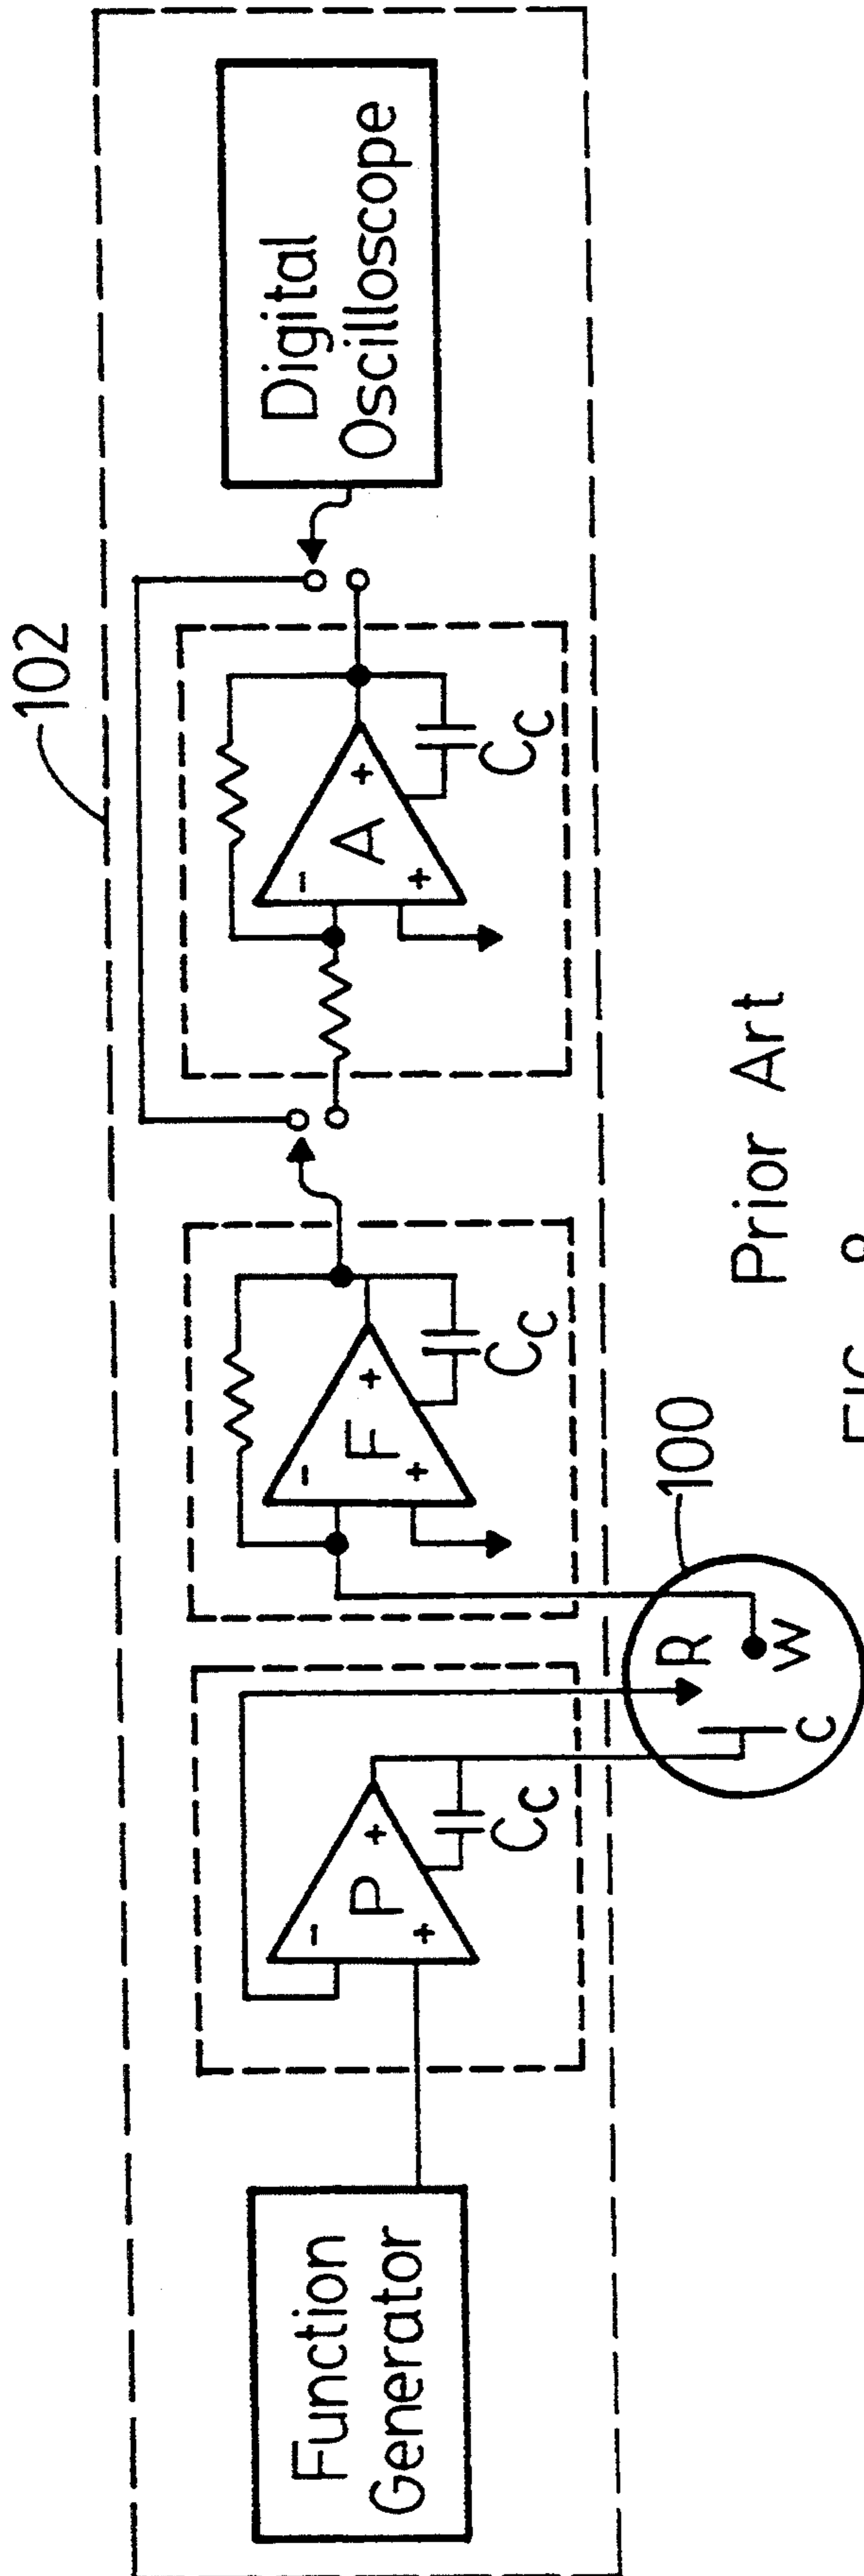 102
Function
Generator
-
P
+
+
Cc
-
F
+
+
Cc
-
A
+
+
Cc
Digital
Oscilloscope
C
R
W
100
Prior Art